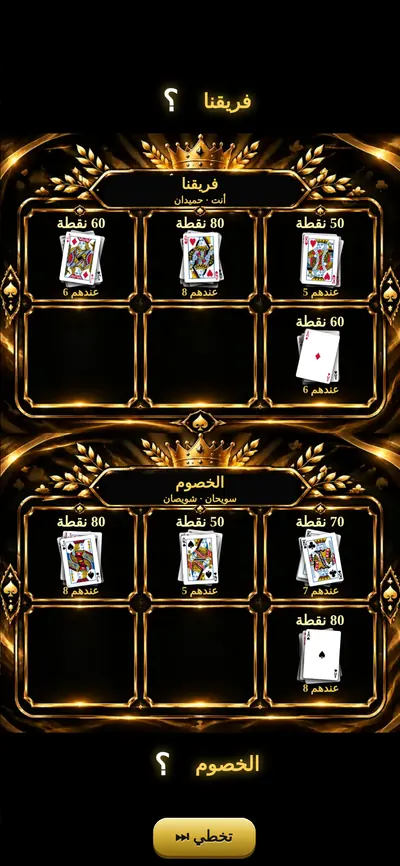 فريقنا ؟
فريقنا
أنت · حميدان
50 نقطة
80 نقطة
60 نقطة
عندهم 5
عندهم 8
عندهم 6
60 نقطة
عندهم 6
الخصوم
سويحان · شويصان
70 نقطة
50 نقطة
80 نقطة
عندهم 7
عندهم 5
عندهم 8
80 نقطة
عندهم 8
الخصوم ؟
تخطي